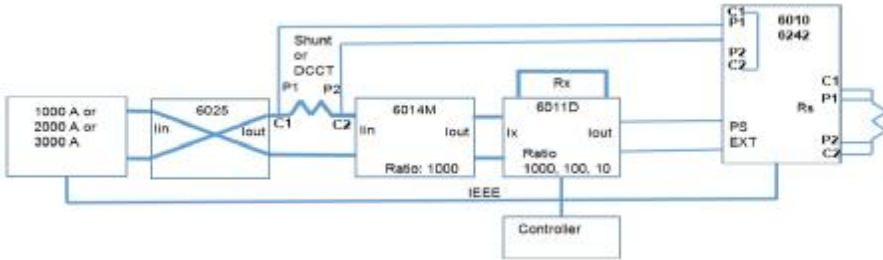 1000 A or
2000 A or
3000 A
6025
Iin
Iout
Shunt
or
DCCT
P1
P2
C1
C2
6014M
Iin
Iout
Ratio: 1000
Rx
6011D
Ix
Iout
Ratio
1000, 100, 10
IEEE
Controller
C1
P1
6010
6242
P2
C2
C1
P1
Rs
PS
EXT
P2
C2